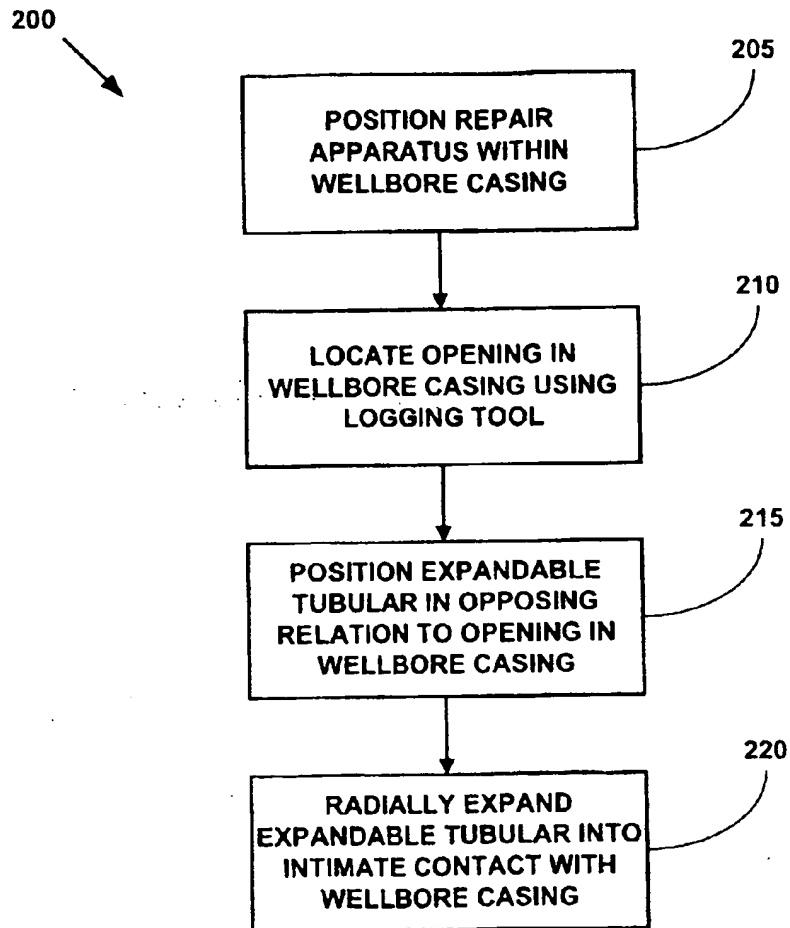 200
205
POSITION REPAIR
APPARATUS WITHIN
WELLBORE CASING
210
LOCATE OPENING IN
WELLBORE CASING USING
LOGGING TOOL
215
POSITION EXPANDABLE
TUBULAR IN OPPOSING
RELATION TO OPENING IN
WELLBORE CASING
220
RADIALLY EXPAND
EXPANDABLE TUBULAR INTO
INTIMATE CONTACT WITH
WELLBORE CASING